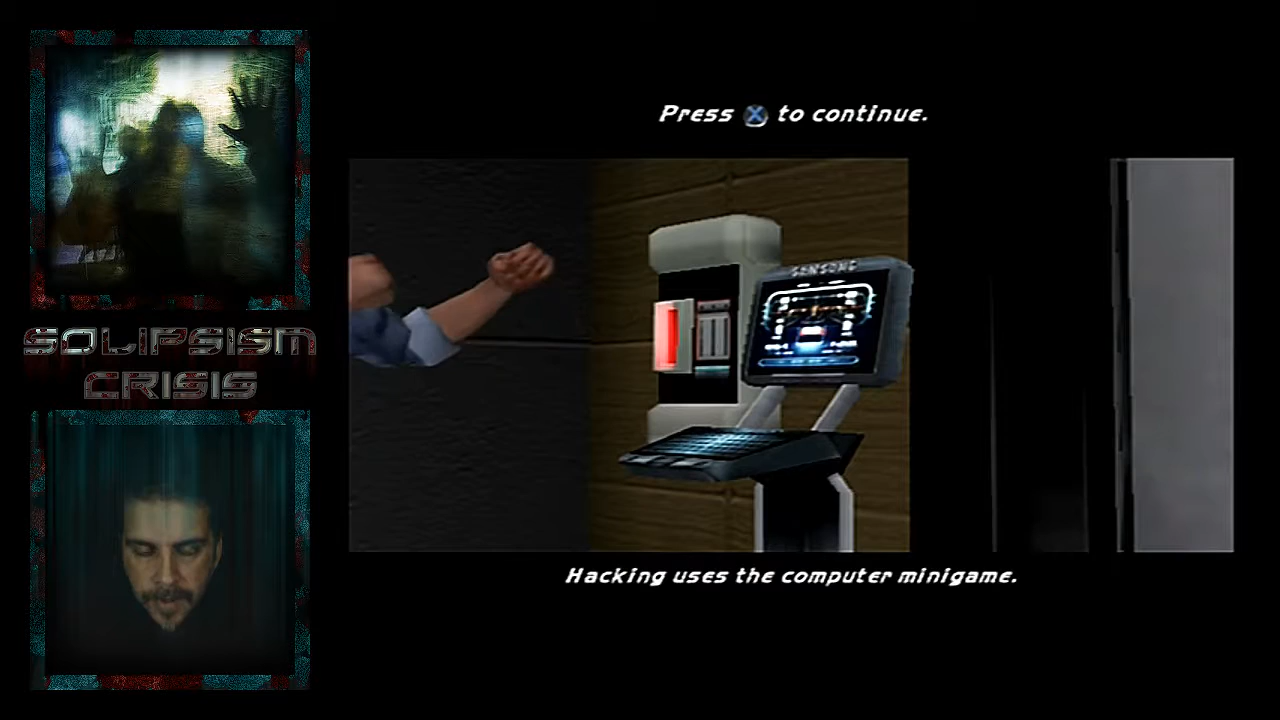 Press X to continue.
SOLIPSISM
CRISIS
SAMSUNG
Hacking uses the computer minigame.